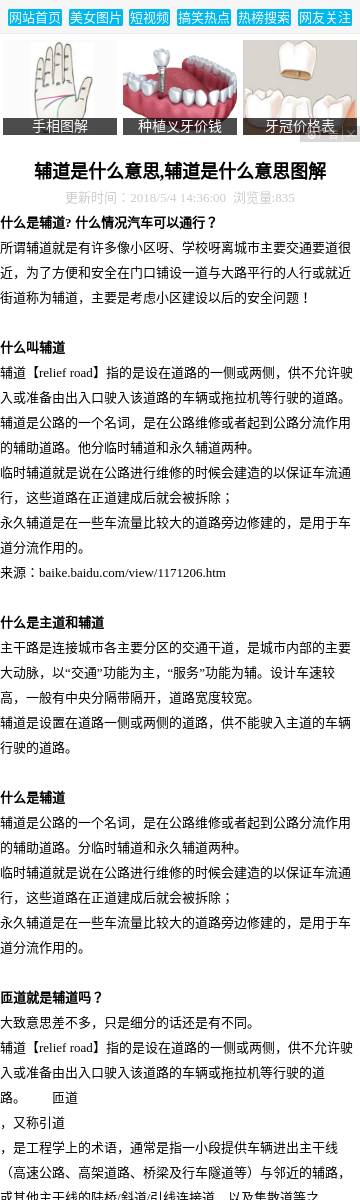 网站首页 美女图片 短视频 搞笑热点 热榜搜索 网友关注
手相图解 种植义牙价钱 牙冠价格表
辅道是什么意思,辅道是什么意思图解
更新时间：2018/5/4 14:36:00 浏览量:835
什么是辅道? 什么情况汽车可以通行？
所谓辅道就是有许多像小区呀、学校呀离城市主要交通要道很
近，为了方便和安全在门口铺设一道与大路平行的人行或就近
街道称为辅道，主要是考虑小区建设以后的安全问题！
什么叫辅道
辅道【relief road】指的是设在道路的一侧或两侧，供不允许驶
入或准备由出入口驶入该道路的车辆或拖拉机等行驶的道路。
辅道是公路的一个名词，是在公路维修或者起到公路分流作用
的辅助道路。他分临时辅道和永久辅道两种。
临时辅道就是说在公路进行维修的时候会建造的以保证车流通
行，这些道路在正道建成后就会被拆除；
永久辅道是在一些车流量比较大的道路旁边修建的，是用于车
道分流作用的。
来源：baike.baidu.com/view/1171206.htm
什么是主道和辅道
主干路是连接城市各主要分区的交通干道，是城市内部的主要
大动脉，以“交通”功能为主，“服务”功能为辅。设计车速较
高，一般有中央分隔带隔开，道路宽度较宽。
辅道是设置在道路一侧或两侧的道路，供不能驶入主道的车辆
行驶的道路。
什么是辅道
辅道是公路的一个名词，是在公路维修或者起到公路分流作用
的辅助道路。分临时辅道和永久辅道两种。
临时辅道就是说在公路进行维修的时候会建造的以保证车流通
行，这些道路在正道建成后就会被拆除；
永久辅道是在一些车流量比较大的道路旁边修建的，是用于车
道分流作用的。
匝道就是辅道吗？
大致意思差不多，只是细分的话还是有不同。
辅道【relief road】指的是设在道路的一侧或两侧，供不允许驶
入或准备由出入口驶入该道路的车辆或拖拉机等行驶的道
路。 匝道
，又称引道
，是工程学上的术语，通常是指一小段提供车辆进出主干线
（高速公路、高架道路、桥梁及行车隧道等）与邻近的辅路，
或其他主干线的陆桥/斜道/引线连接道，以及集散道等之